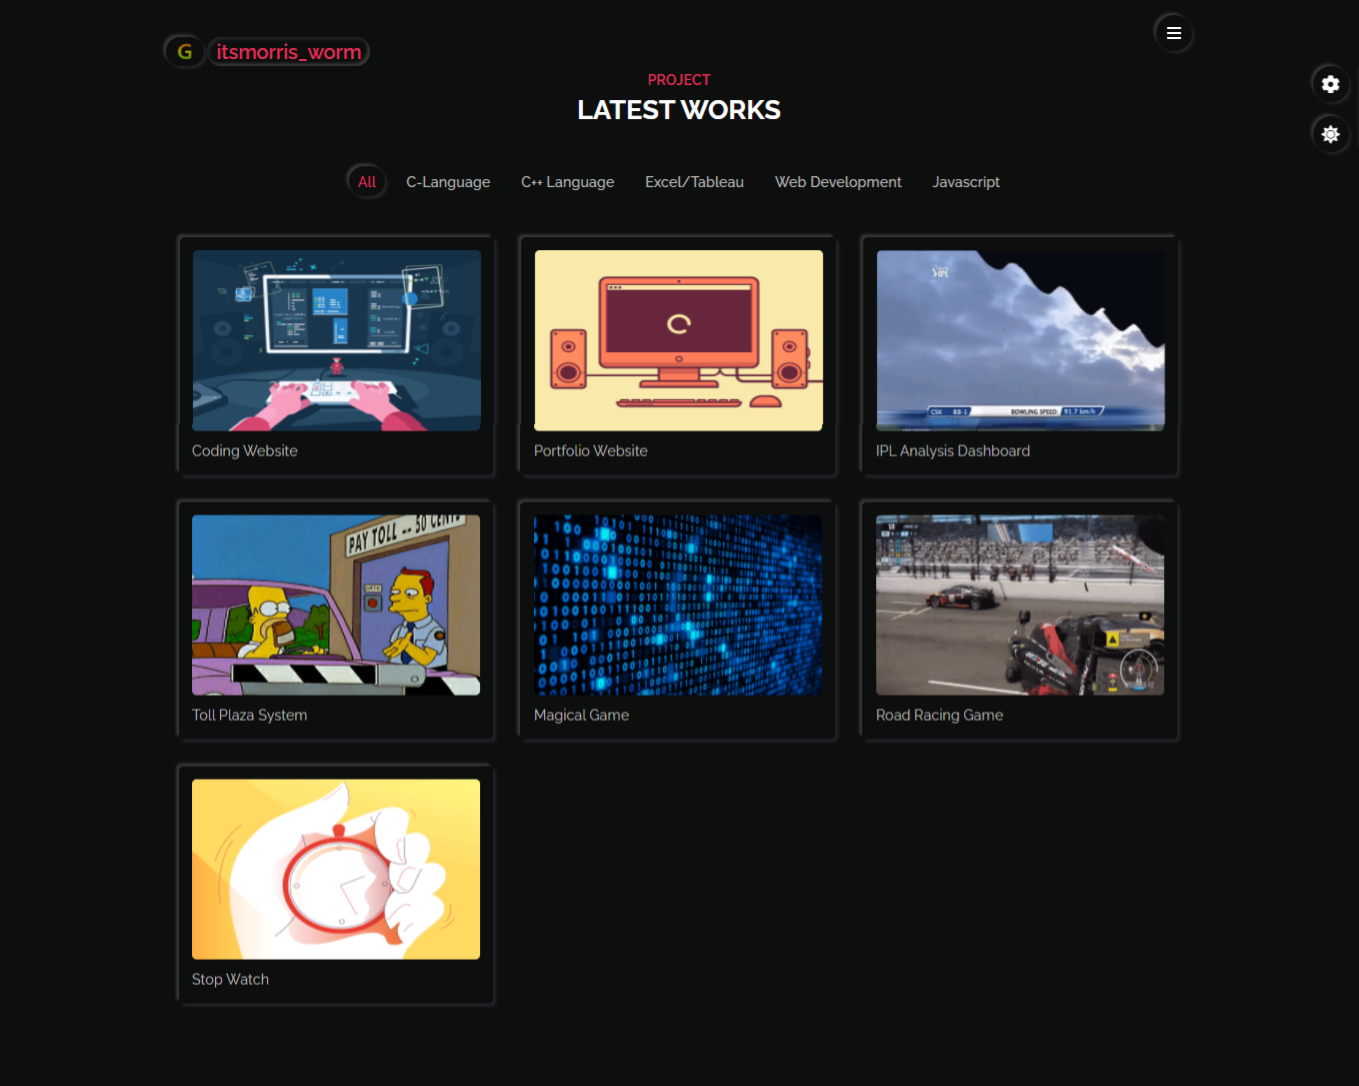 G itsmorris_worm
PROJECT
LATEST WORKS
All C-Language C++ Language Excel/Tableau Web Development Javascript
IPL
CSK 86-1 BOWLING SPEED: 91.7 km/h
Coding Website Portfolio Website IPL Analysis Dashboard
PAY TOLL -- 50 CENTS
Toll Plaza System Magical Game Road Racing Game
Stop Watch